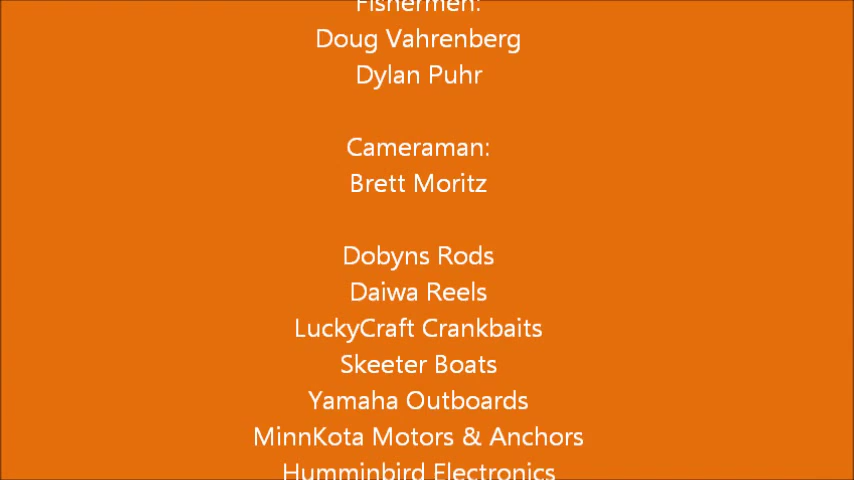 Fishermen:
Doug Vahrenberg
Dylan Puhr
Cameraman:
Brett Moritz
Dobyns Rods
Daiwa Reels
LuckyCraft Crankbaits
Skeeter Boats
Yamaha Outboards
MinnKota Motors & Anchors
Humminbird Electronics